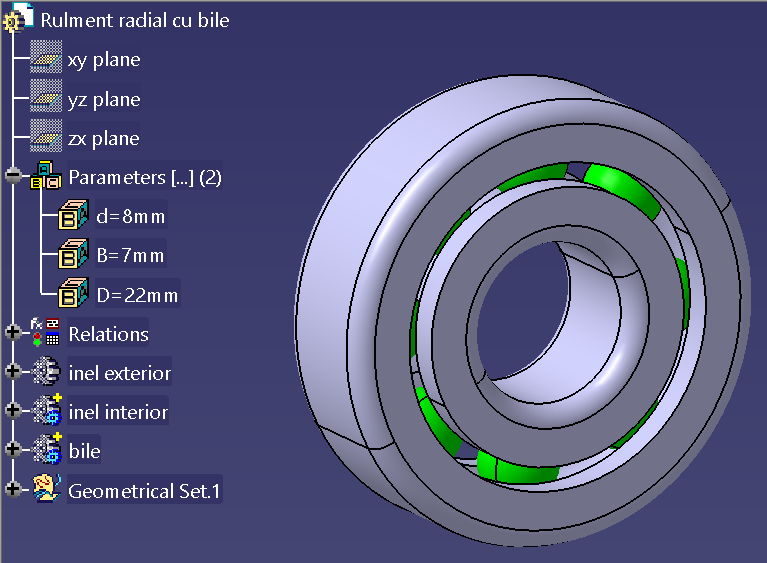 Rulment radial cu bile
xy plane
yz plane
zx plane
Parameters [...] (2)
d=8mm
B=7mm
D=22mm
Relations
inel exterior
inel interior
bile
Geometrical Set.1